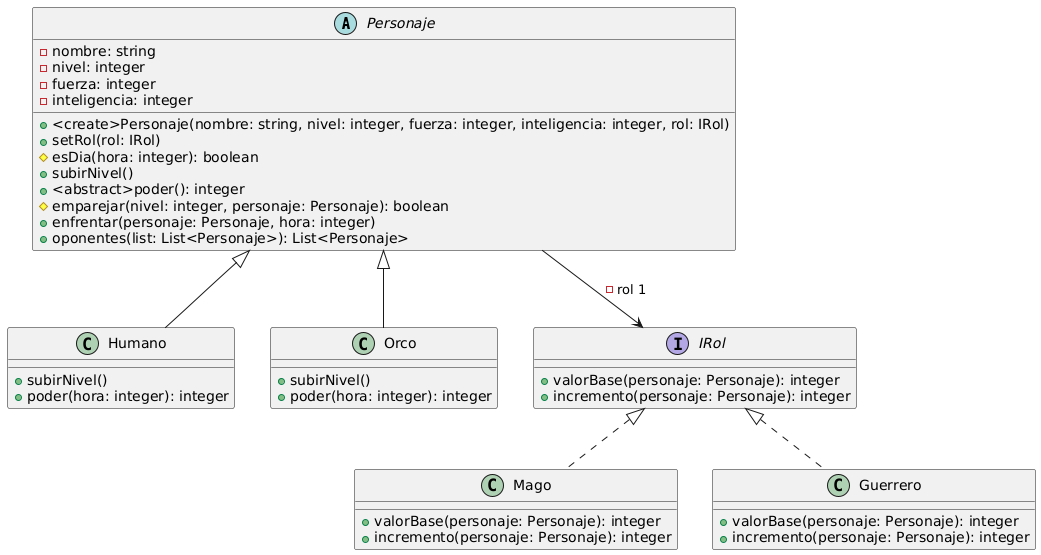 A Personaje
nombre: string
nivel: integer
fuerza: integer
inteligencia: integer
<create>Personaje(nombre: string, nivel: integer, fuerza: integer, inteligencia: integer, rol: IRol)
setRol(rol: IRol)
esDia(hora: integer): boolean
subirNivel()
<abstract>poder(): integer
emparejar(nivel: integer, personaje: Personaje): boolean
enfrentar(personaje: Personaje, hora: integer)
oponentes(list: List<Personaje>): List<Personaje>
rol 1
C Humano
subirNivel()
poder(hora: integer): integer
C Orco
subirNivel()
poder(hora: integer): integer
I IRol
valorBase(personaje: Personaje): integer
incremento(personaje: Personaje): integer
C Mago
valorBase(personaje: Personaje): integer
incremento(personaje: Personaje): integer
C Guerrero
valorBase(personaje: Personaje): integer
incremento(personaje: Personaje): integer